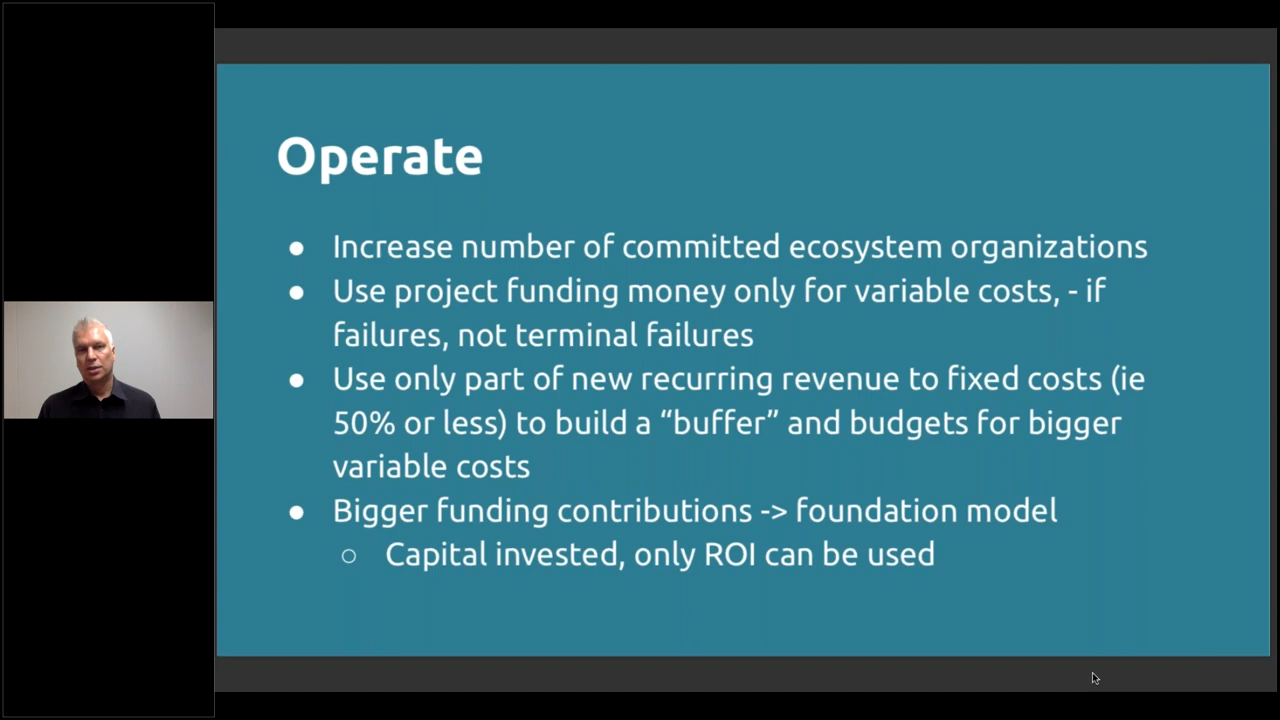 Operate
● Increase number of committed ecosystem organizations
● Use project funding money only for variable costs, - if
failures, not terminal failures
● Use only part of new recurring revenue to fixed costs (ie
50% or less) to build a “buffer” and budgets for bigger
variable costs
● Bigger funding contributions -> foundation model
○ Capital invested, only ROI can be used